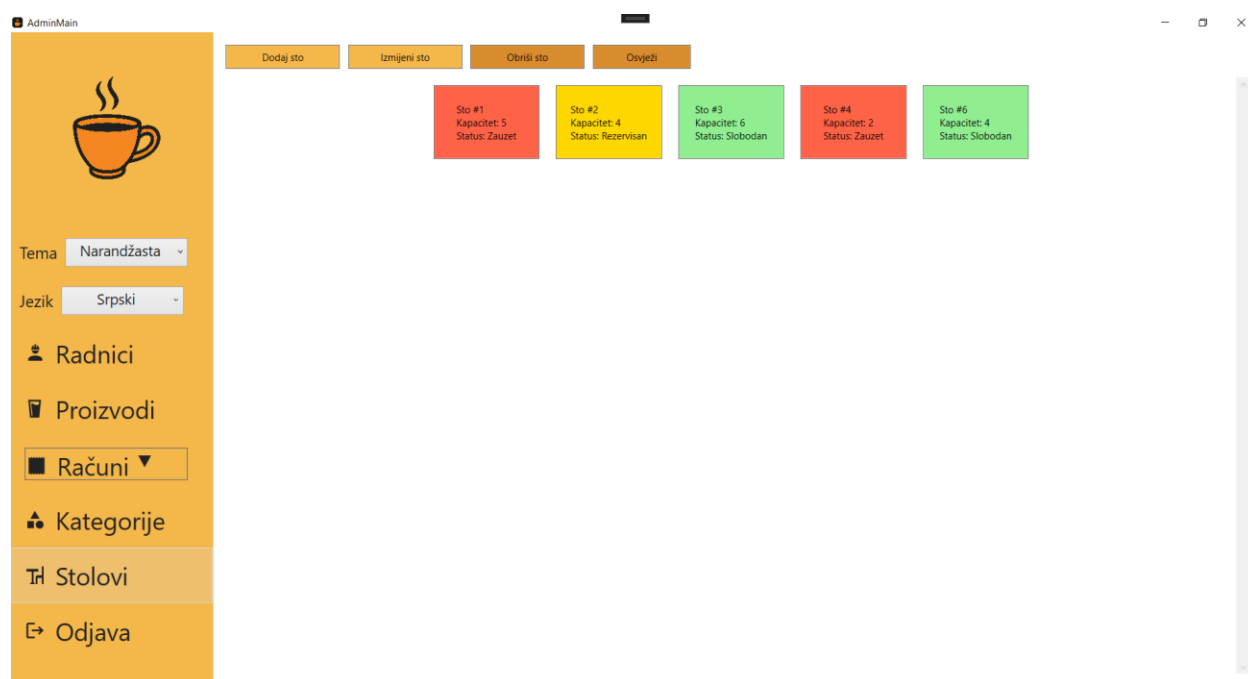 AdminMain
Dodaj sto
Izmijeni sto
Obriši sto
Osvježi
Sto #1
Kapacitet: 5
Status: Zauzet
Sto #2
Kapacitet: 4
Status: Rezervisan
Sto #3
Kapacitet: 6
Status: Slobodan
Sto #4
Kapacitet: 2
Status: Zauzet
Sto #6
Kapacitet: 4
Status: Slobodan
Tema
Narandžasta
Jezik
Srpski
Radnici
Proizvodi
Računi
Kategorije
Stolovi
Odjava